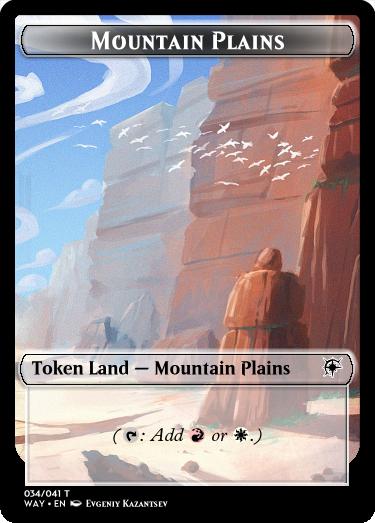 Mountain Plains
Token Land — Mountain Plains
(: Add or .)
034/041 T
WAY • EN Evgeniy Kazantsev